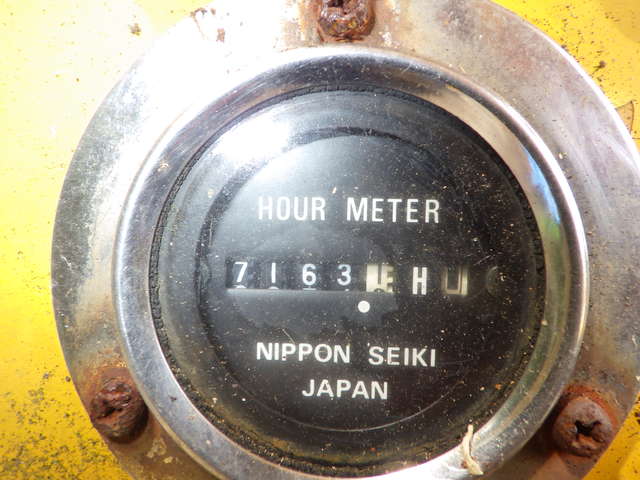 HOUR METER
7163 H
NIPPON SEIKI
JAPAN